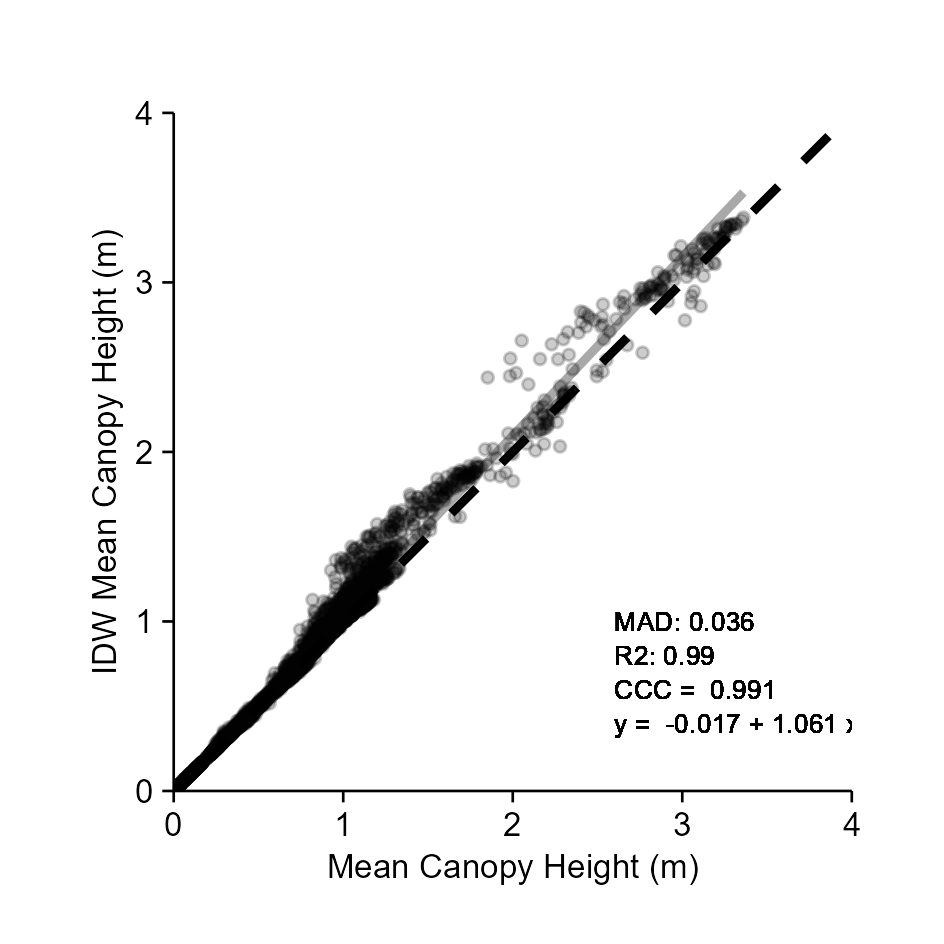 4
3
2
1
0
IDW Mean Canopy Height (m)
MAD: 0.036
R2: 0.99
CCC =  0.991
y =  -0.017 + 1.061 x
0 1 2 3 4
Mean Canopy Height (m)